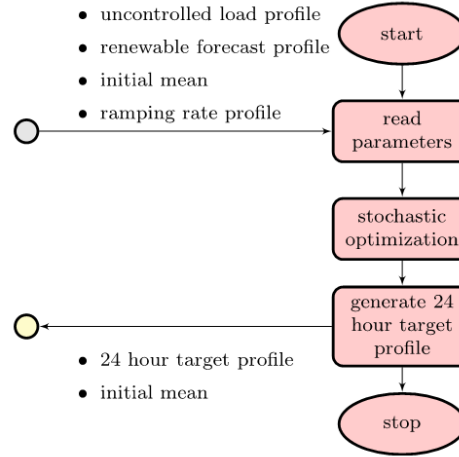 • uncontrolled load profile
• renewable forecast profile
• initial mean
• ramping rate profile
start
read
parameters
stochastic
optimization
generate 24
hour target
profile
• 24 hour target profile
• initial mean
stop